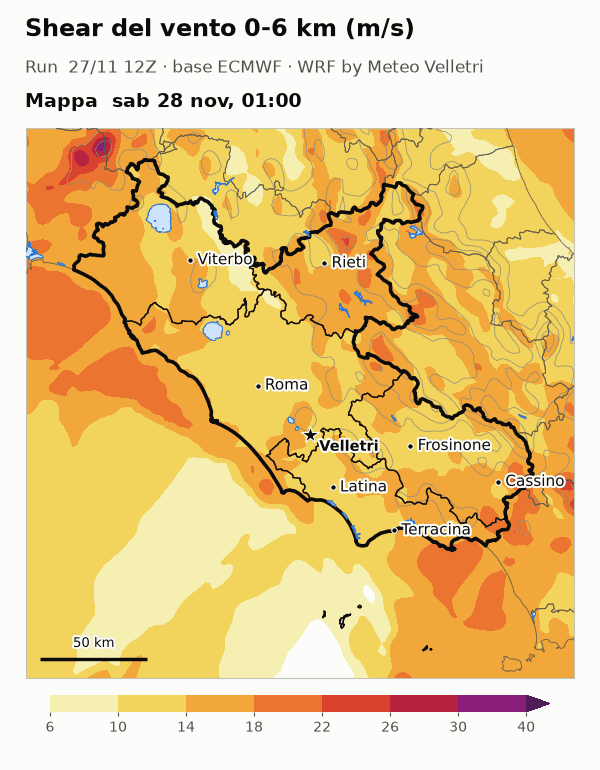 Shear del vento 0-6 km (m/s)
Run  27/11 12Z · base ECMWF · WRF by Meteo Velletri
Mappa  sab 28 nov, 01:00
Viterbo
Rieti
Roma
Velletri
Frosinone
Latina
Cassino
Terracina
50 km
6 10 14 18 22 26 30 40